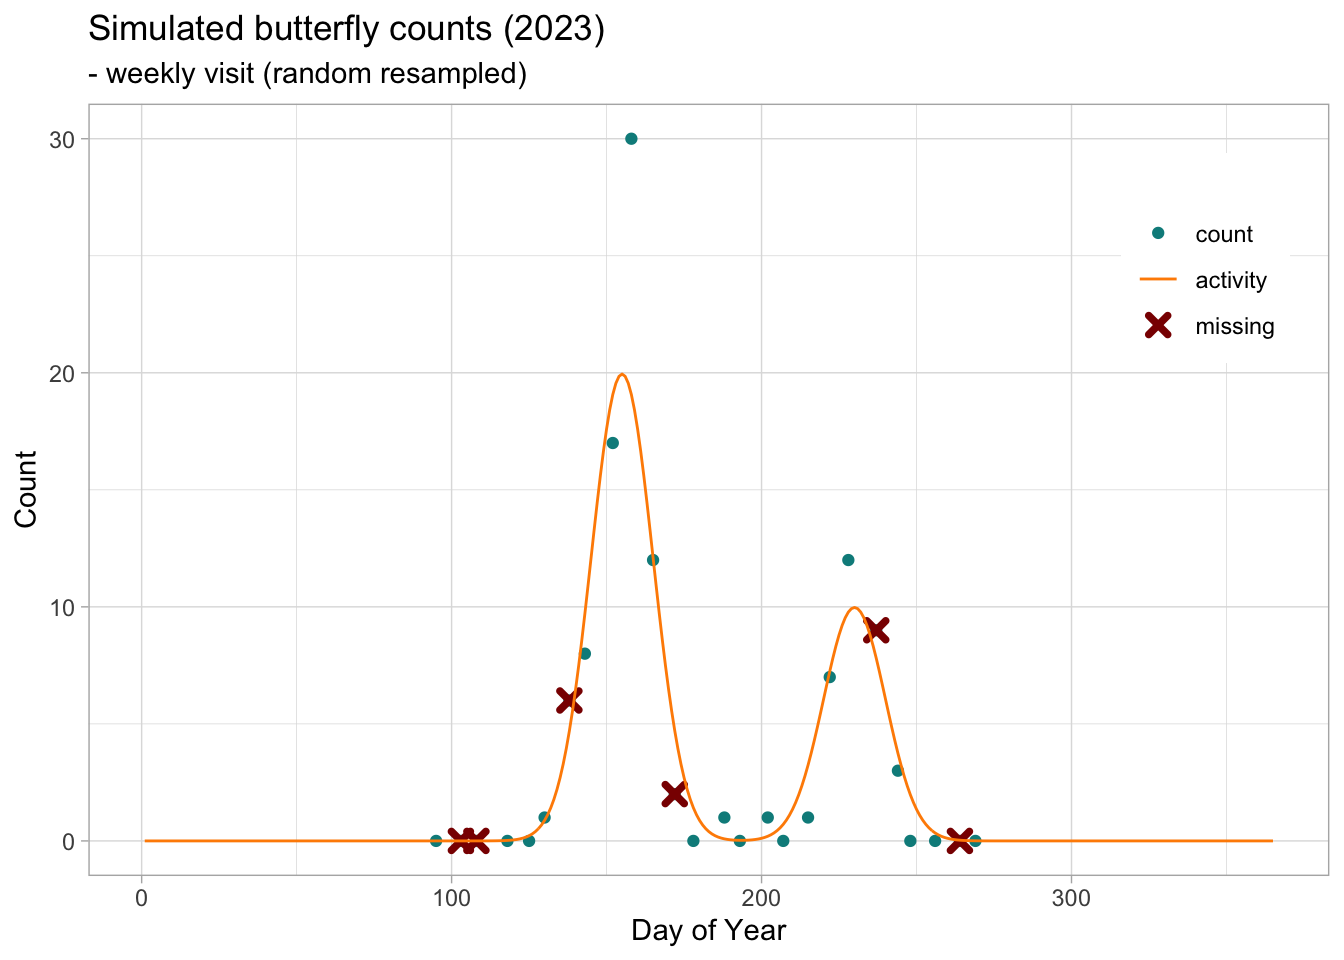 Simulated butterfly counts (2023)
- weekly visit (random resampled)
30
20
10
0
Count
count
activity
missing
0 100 200 300
Day of Year